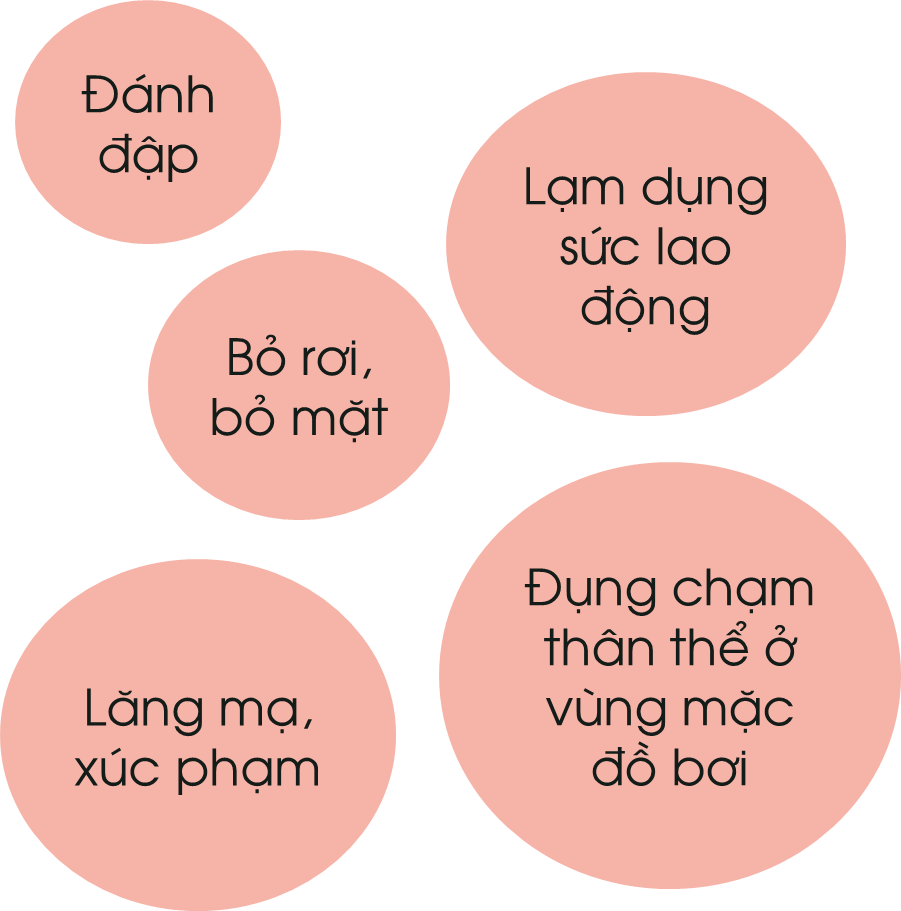 Đánh
đập
Lạm dụng
sức lao
động
Bỏ rơi,
bỏ mặt
Lăng mạ,
xúc phạm
Đụng chạm
thân thể ở
vùng mặc
đồ bơi